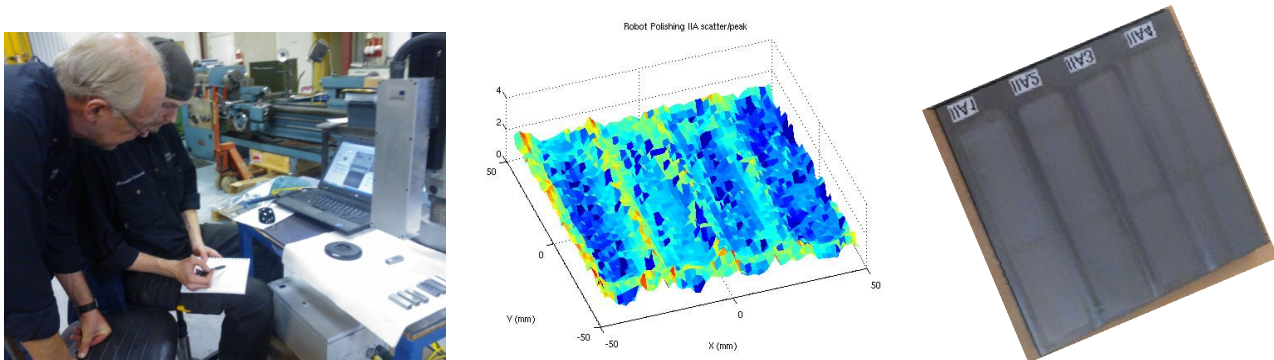 Robot Polishing IIA scatter/peak
4
2
0
50
0
-50
-50
0
50
Y (mm)
X (mm)
IIA1
IIA2
IIA3
IIA4